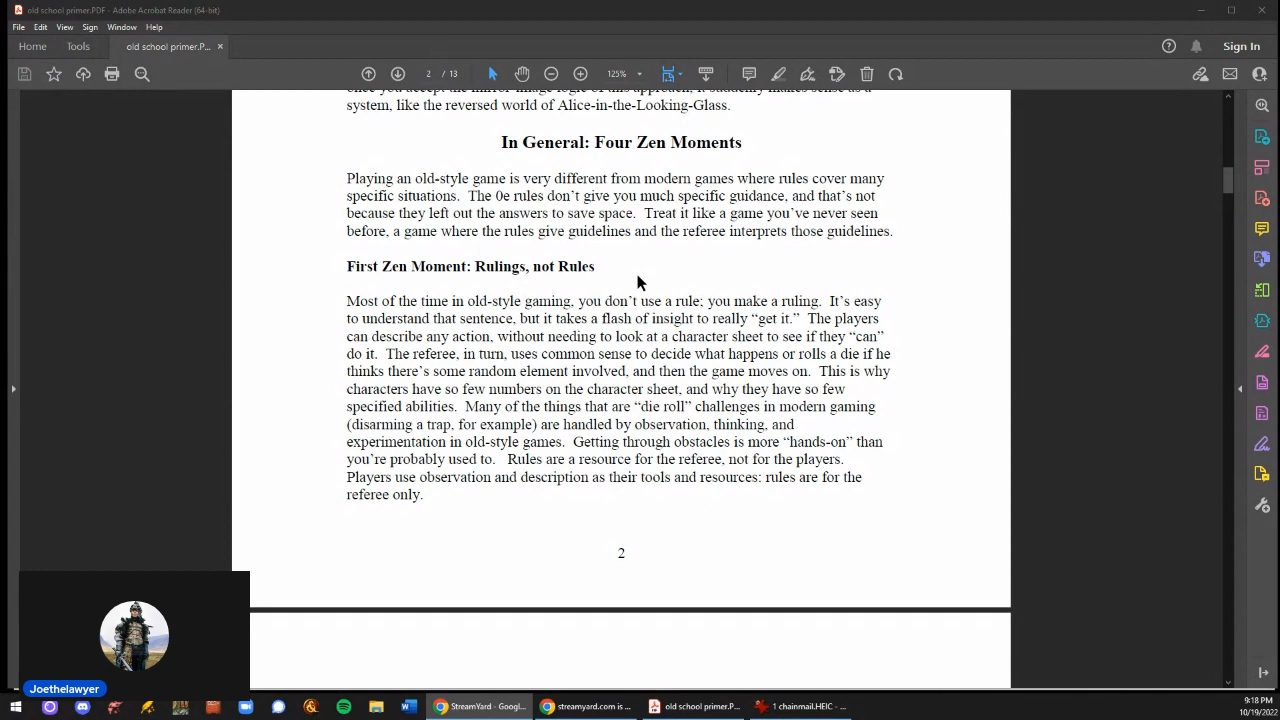 old school primer.PDF - Adobe Acrobat Reader (64-bit)
File Edit View Sign Window Help
Home Tools old school primer.P... ×
Sign In
2 / 13 125%
once you accept the mirror-image logic of this approach, it suddenly makes sense as a
system, like the reversed world of Alice-in-the-Looking-Glass.
In General: Four Zen Moments
Playing an old-style game is very different from modern games where rules cover many
specific situations. The 0e rules don’t give you much specific guidance, and that’s not
because they left out the answers to save space. Treat it like a game you’ve never seen
before, a game where the rules give guidelines and the referee interprets those guidelines.
First Zen Moment: Rulings, not Rules
Most of the time in old-style gaming, you don’t use a rule; you make a ruling. It’s easy
to understand that sentence, but it takes a flash of insight to really “get it.” The players
can describe any action, without needing to look at a character sheet to see if they “can”
do it. The referee, in turn, uses common sense to decide what happens or rolls a die if he
thinks there’s some random element involved, and then the game moves on. This is why
characters have so few numbers on the character sheet, and why they have so few
specified abilities. Many of the things that are “die roll” challenges in modern gaming
(disarming a trap, for example) are handled by observation, thinking, and
experimentation in old-style games. Getting through obstacles is more “hands-on” than
you’re probably used to. Rules are a resource for the referee, not for the players.
Players use observation and description as their tools and resources: rules are for the
referee only.
2
Joethelawyer
StreamYard - Googl... streamyard.com is ... old school primer.P... 1 chainmail.HEIC - ...
9:18 PM
10/19/2022